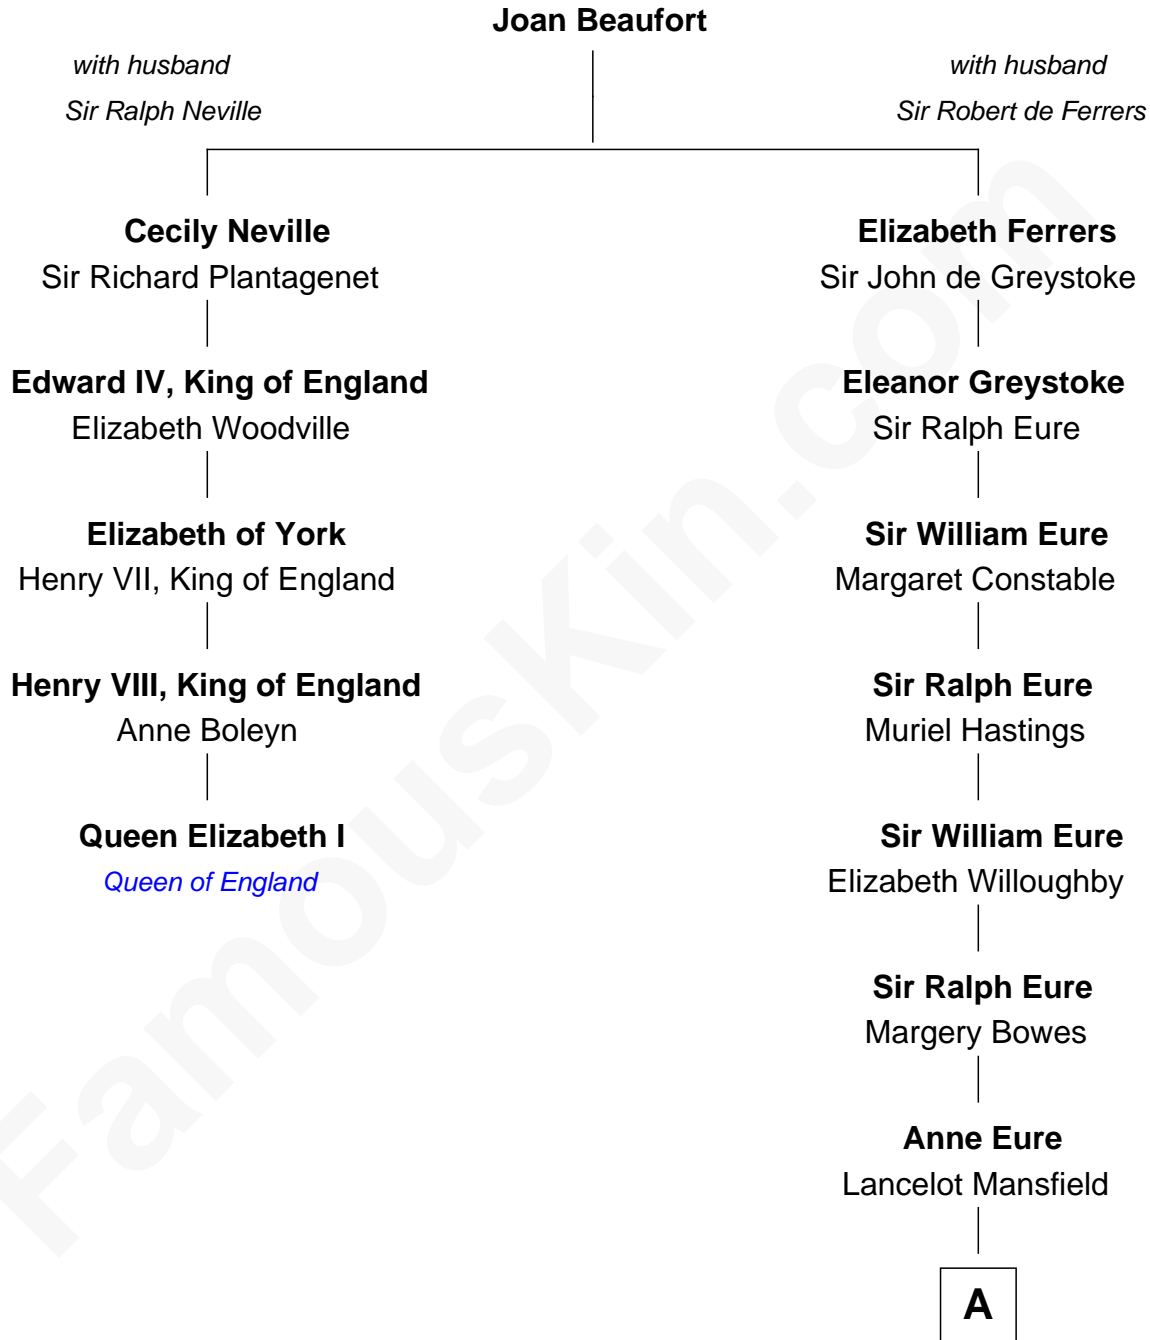 Joan Beaufort
with husband
Sir Ralph Neville
with husband
Sir Robert de Ferrers
Cecily Neville
Sir Richard Plantagenet
Edward IV, King of England
Elizabeth Woodville
Elizabeth of York
Henry VII, King of England
Henry VIII, King of England
Anne Boleyn
Queen Elizabeth I
Queen of England
Elizabeth Ferrers
Sir John de Greystoke
Eleanor Greystoke
Sir Ralph Eure
Sir William Eure
Margaret Constable
Sir Ralph Eure
Muriel Hastings
Sir William Eure
Elizabeth Willoughby
Sir Ralph Eure
Margery Bowes
Anne Eure
Lancelot Mansfield
A
FamousKin.com